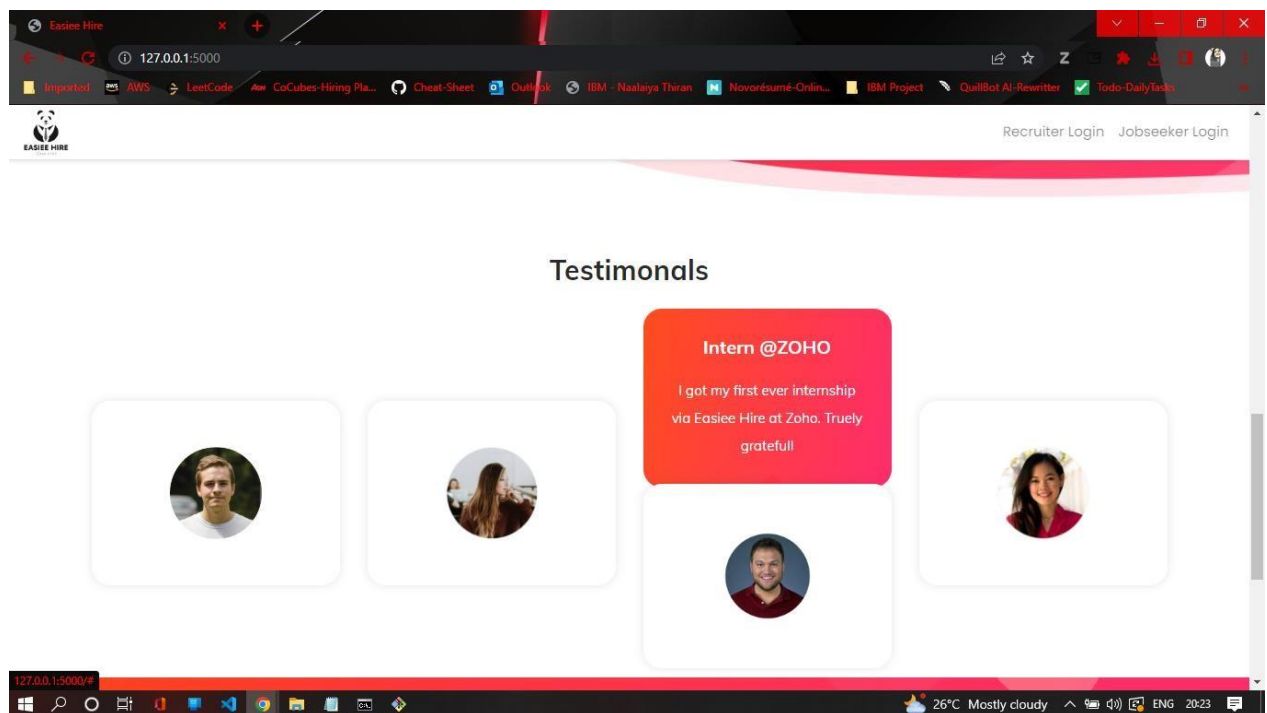 Easiee Hire
127.0.0.1:5000
Z
Imported AWS LeetCode CoCubes-Hiring Pla... Cheat-Sheet Outlook IBM - Naalaiya Thiran Novorésumé-Onlin... IBM Project QuillBot AI-Rewritter Todo-DailyTasks
EASIEE HIRE
Recruiter Login Jobseeker Login
Testimonals
Intern @ZOHO
I got my first ever internship
via Easiee Hire at Zoho. Truely
gratefull
127.0.0.1:5000/#
26°C Mostly cloudy ENG 20:23